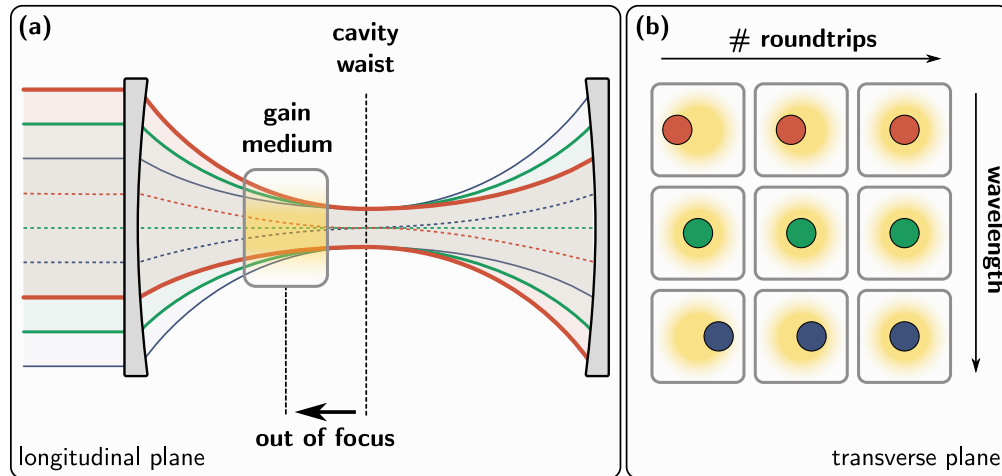 (a)
cavity
waist
gain
medium
out of focus
longitudinal plane
(b)
# roundtrips
wavelength
transverse plane